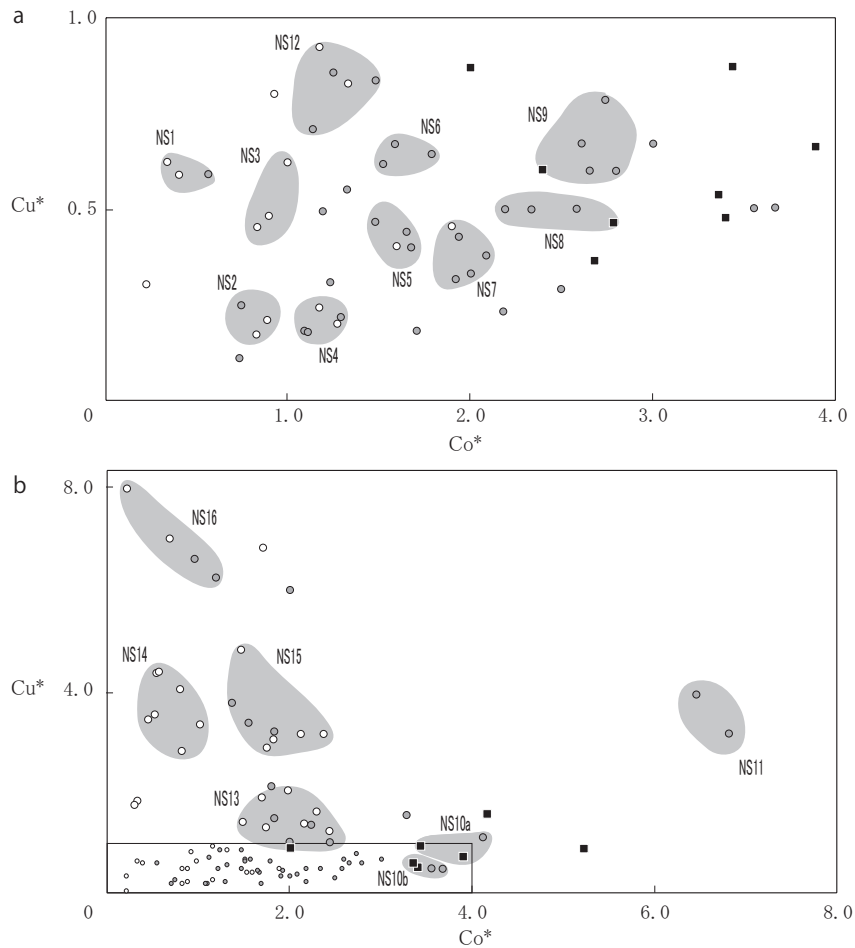 a
1.0
NS12
NS9
NS6
NS1
NS3
Cu*
0.5
NS8
NS5
NS2
NS7
NS4
0
1.0
2.0
3.0
4.0
Co*
b
8.0
NS16
NS14
NS15
Cu*
4.0
NS11
NS13
NS10a
NS10b
0
2.0
4.0
6.0
8.0
Co*